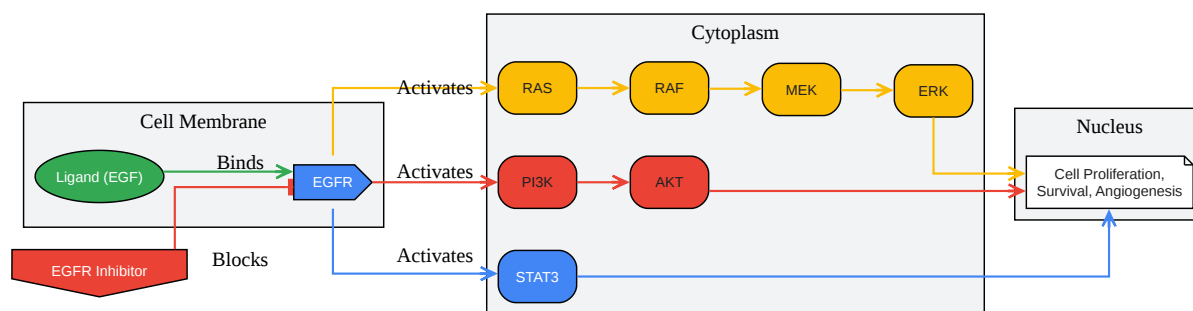 Cytoplasm
Activates
RAS
RAF
MEK
ERK
Cell Membrane
Nucleus
Binds
Ligand (EGF)
EGFR
Activates
PI3K
AKT
Cell Proliferation,
Survival, Angiogenesis
Blocks
EGFR Inhibitor
Activates
STAT3